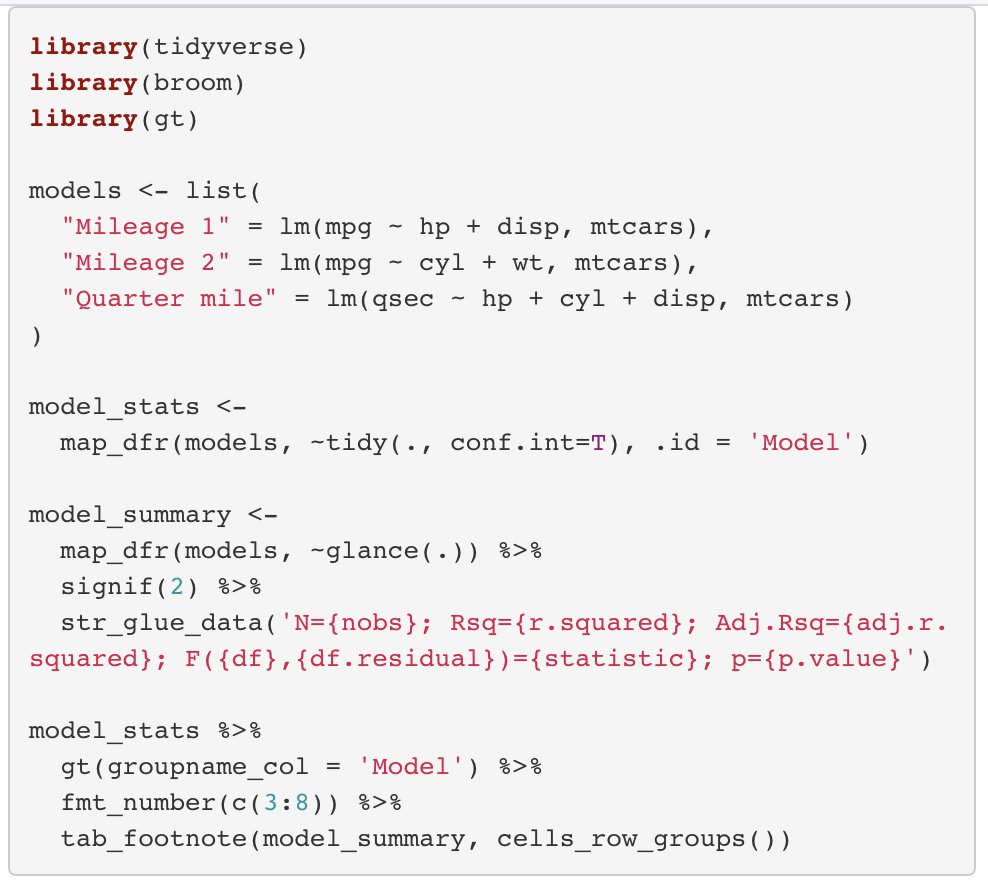 library(tidyverse)
library(broom)
library(gt)

models <- list(
  "Mileage 1" = lm(mpg ~ hp + disp, mtcars),
  "Mileage 2" = lm(mpg ~ cyl + wt, mtcars),
  "Quarter mile" = lm(qsec ~ hp + cyl + disp, mtcars)
)

model_stats <-
  map_dfr(models, ~tidy(., conf.int=T), .id = 'Model')

model_summary <-
  map_dfr(models, ~glance(.)) %>%
  signif(2) %>%
  str_glue_data('N={nobs}; Rsq={r.squared}; Adj.Rsq={adj.r.
squared}; F({df},{df.residual})={statistic}; p={p.value}')

model_stats %>%
  gt(groupname_col = 'Model') %>%
  fmt_number(c(3:8)) %>%
  tab_footnote(model_summary, cells_row_groups())